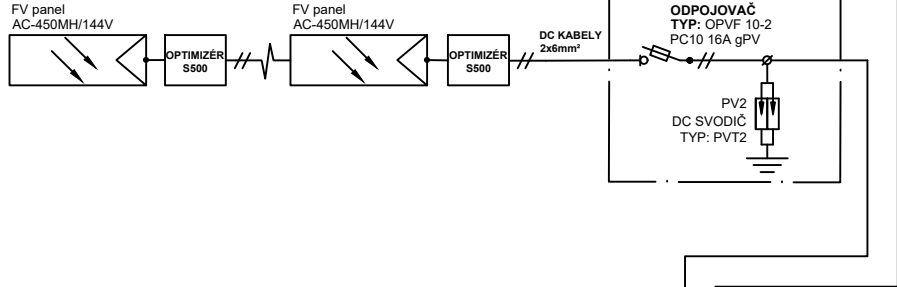 FV panel
AC-450MH/144V
OPTIMIZÉR
S500
FV panel
AC-450MH/144V
OPTIMIZÉR
S500
DC KABELY
2x6mm²
ODPOJOVAČ
TYP: OPVF 10-2
PC10 16A gPV
PV2
DC SVODIČ
TYP: PVT2